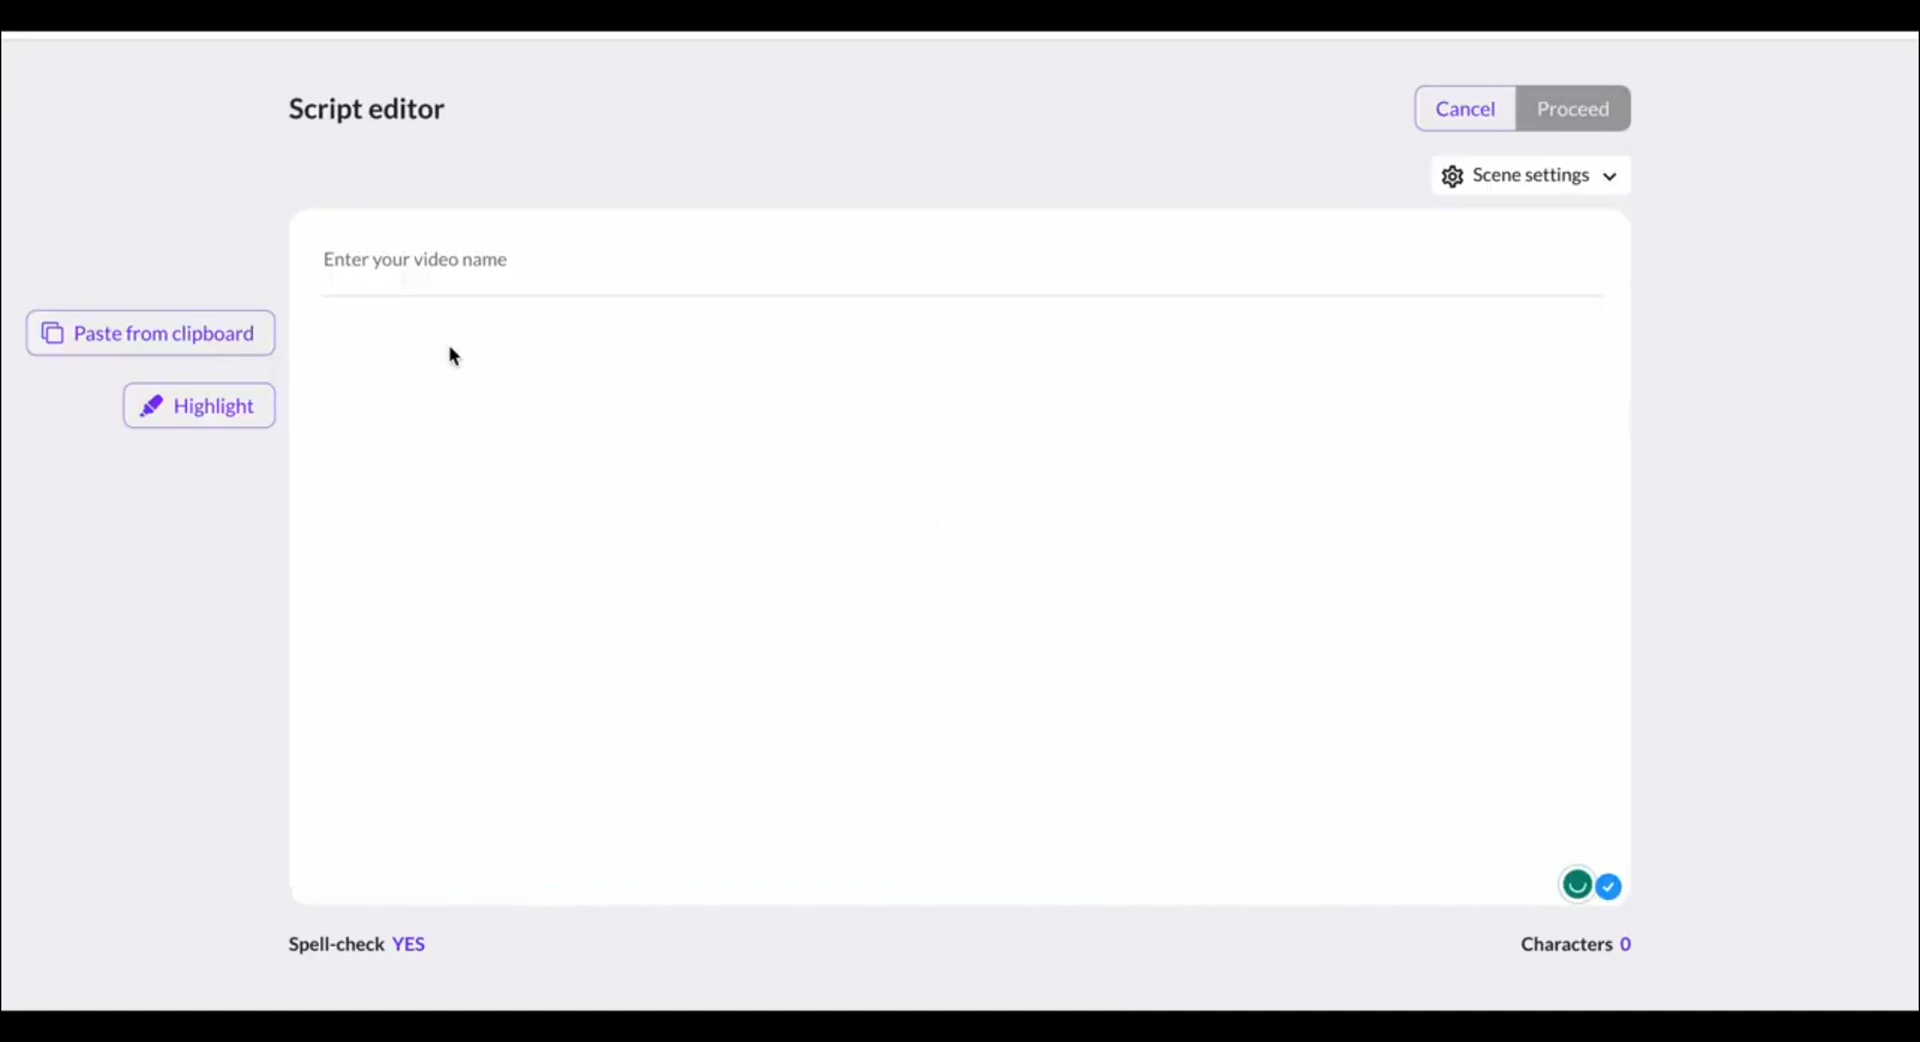 Script editor
Cancel
Proceed
Scene settings
Enter your video name
Paste from clipboard
Highlight
Spell-check YES
Characters 0